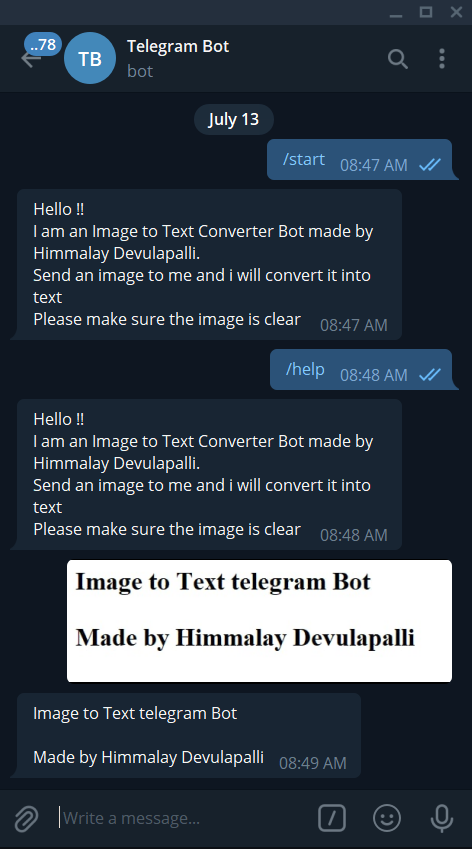 ..78
TB
Telegram Bot
bot
July 13
/start 08:47 AM
Hello !!
I am an Image to Text Converter Bot made by
Himmalay Devulapalli.
Send an image to me and i will convert it into
text
Please make sure the image is clear 08:47 AM
/help 08:48 AM
Hello !!
I am an Image to Text Converter Bot made by
Himmalay Devulapalli.
Send an image to me and i will convert it into
text
Please make sure the image is clear 08:48 AM
Image to Text telegram Bot
Made by Himmalay Devulapalli
Image to Text telegram Bot
Made by Himmalay Devulapalli 08:49 AM
Write a message...